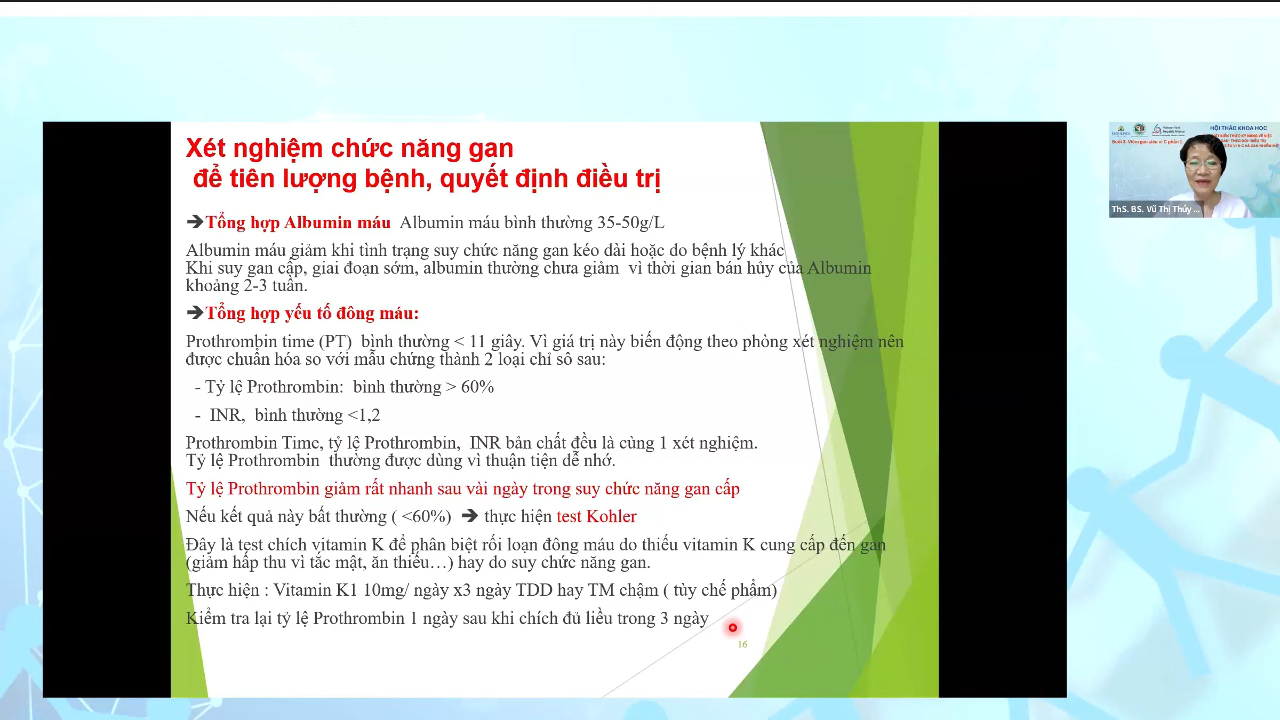 Xét nghiệm chức năng gan
để tiên lượng bệnh, quyết định điều trị
➔Tổng hợp Albumin máu Albumin máu bình thường 35-50g/L
Albumin máu giảm khi tình trạng suy chức năng gan kéo dài hoặc do bệnh lý khác
Khi suy gan cấp, giai đoạn sớm, albumin thường chưa giảm vì thời gian bán hủy của Albumin
khoảng 2-3 tuần.
➔Tổng hợp yếu tố đông máu:
Prothrombin time (PT) bình thường < 11 giây. Vì giá trị này biến động theo phòng xét nghiệm nên
được chuẩn hóa so với mẫu chứng thành 2 loại chỉ sô sau:
- Tỷ lệ Prothrombin: bình thường > 60%
- INR, bình thường <1,2
Prothrombin Time, tỷ lệ Prothrombin, INR bản chất đều là cùng 1 xét nghiệm.
Tỷ lệ Prothrombin thường được dùng vì thuận tiện dễ nhớ.
Tỷ lệ Prothrombin giảm rất nhanh sau vài ngày trong suy chức năng gan cấp
Nếu kết quả này bất thường ( <60%) ➔ thực hiện test Kohler
Đây là test chích vitamin K để phân biệt rối loạn đông máu do thiếu vitamin K cung cấp đến gan
(giảm hấp thu vì tắc mật, ăn thiếu…) hay do suy chức năng gan.
Thực hiện : Vitamin K1 10mg/ ngày x3 ngày TDD hay TM chậm ( tùy chế phẩm)
Kiểm tra lại tỷ lệ Prothrombin 1 ngày sau khi chích đủ liều trong 3 ngày
16
HỘI THẢO KHOA HỌC
ThS. BS. Vũ Thị Thúy ...